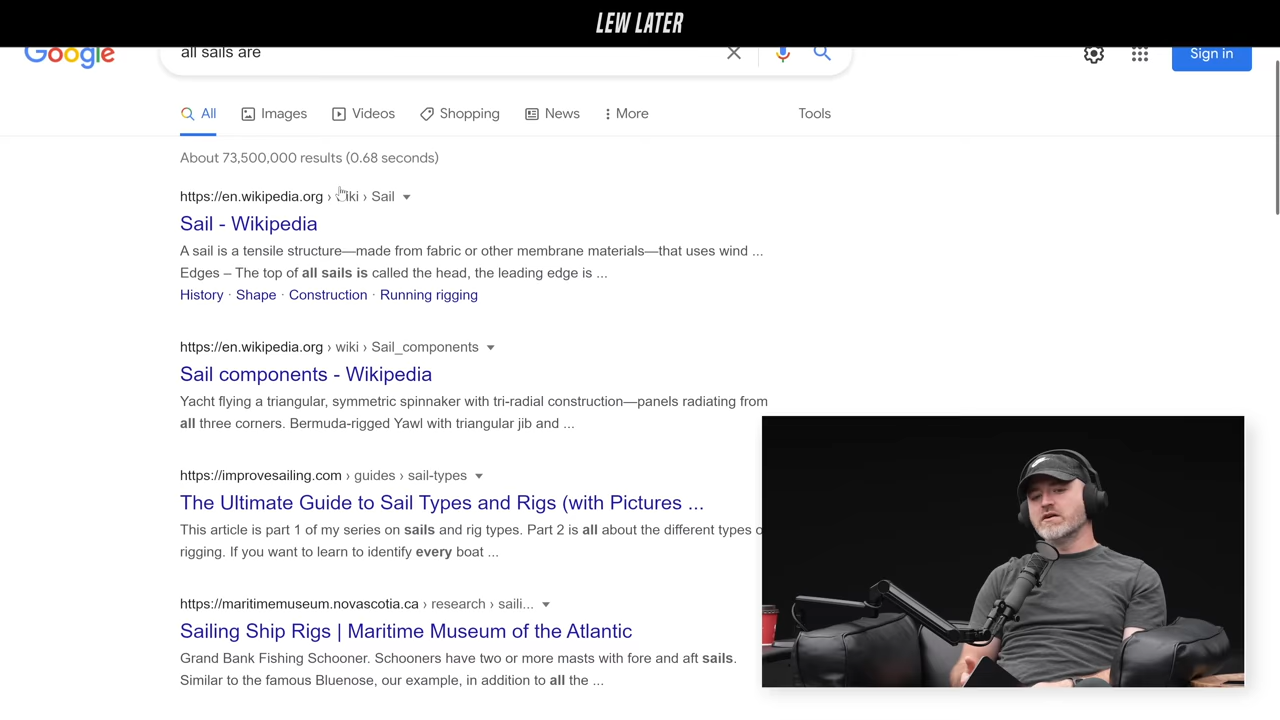 LEW LATER
Google
all sails are
Sign in
All
Images
Videos
Shopping
News
More
Tools
About 73,500,000 results (0.68 seconds)
https://en.wikipedia.org › wiki › Sail
Sail - Wikipedia
A sail is a tensile structure—made from fabric or other membrane materials—that uses wind ...
Edges – The top of all sails is called the head, the leading edge is ...
History · Shape · Construction · Running rigging
https://en.wikipedia.org › wiki › Sail_components
Sail components - Wikipedia
Yacht flying a triangular, symmetric spinnaker with tri-radial construction—panels radiating from
all three corners. Bermuda-rigged Yawl with triangular jib and ...
https://improvesailing.com › guides › sail-types
The Ultimate Guide to Sail Types and Rigs (with Pictures ...
This article is part 1 of my series on sails and rig types. Part 2 is all about the different types o
rigging. If you want to learn to identify every boat ...
https://maritimemuseum.novascotia.ca › research › saili...
Sailing Ship Rigs | Maritime Museum of the Atlantic
Grand Bank Fishing Schooner. Schooners have two or more masts with fore and aft sails.
Similar to the famous Bluenose, our example, in addition to all the ...